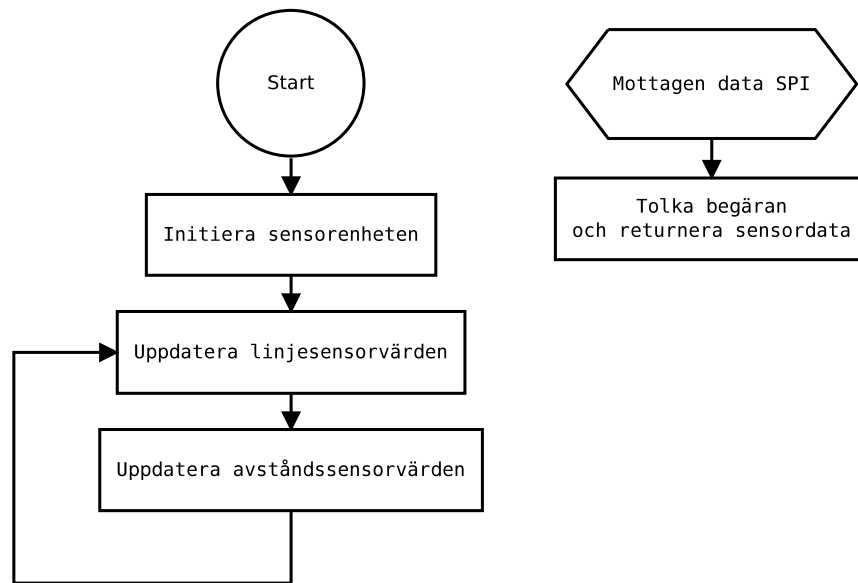 Start
Initiera sensorenheten
Uppdatera linjesensorvärden
Uppdatera avståndssensorvärden
Mottagen data SPI
Tolka begäran
och returnera sensordata